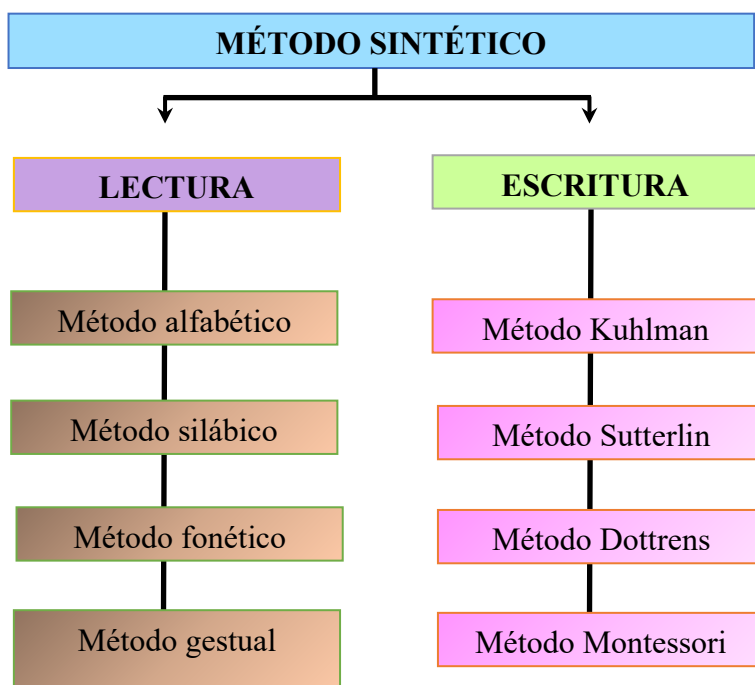 MÉTODO SINTÉTICO
LECTURA
Método alfabético
Método silábico
Método fonético
Método gestual
ESCRITURA
Método Kuhlman
Método Sutterlin
Método Dottrens
Método Montessori